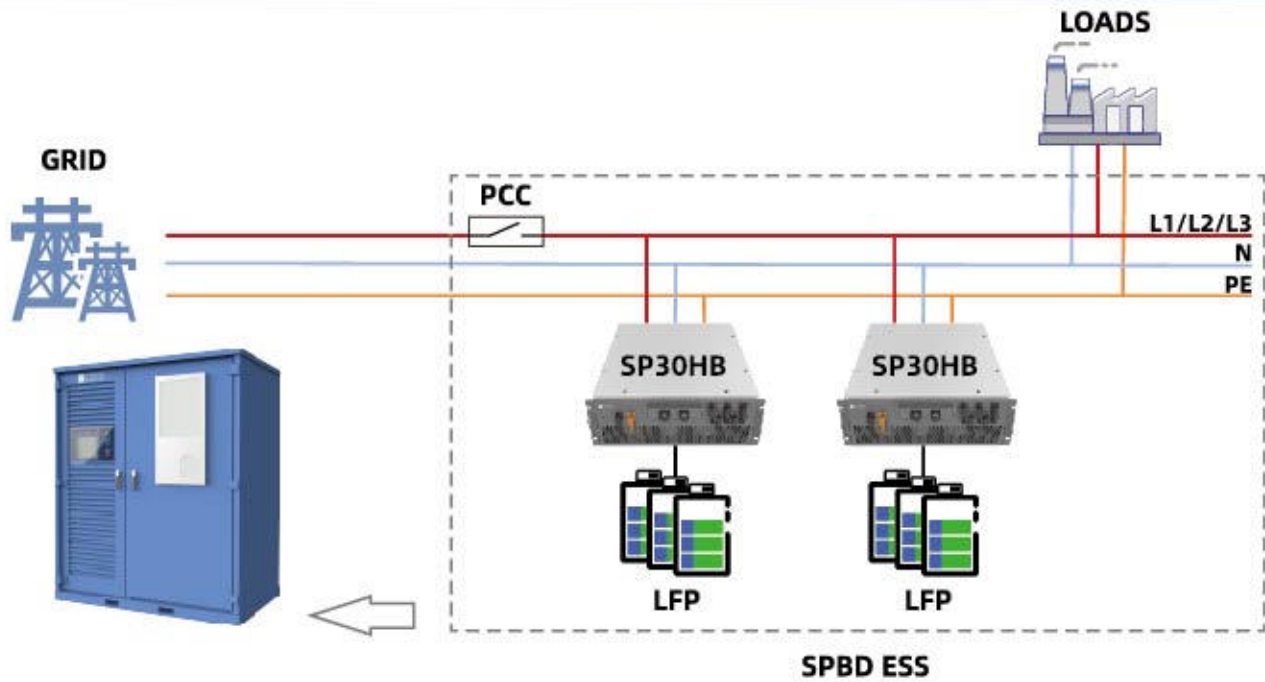 LOADS
GRID
PCC
L1/L2/L3
N
PE
SP30HB
SP30HB
LFP
LFP
SPBD ESS